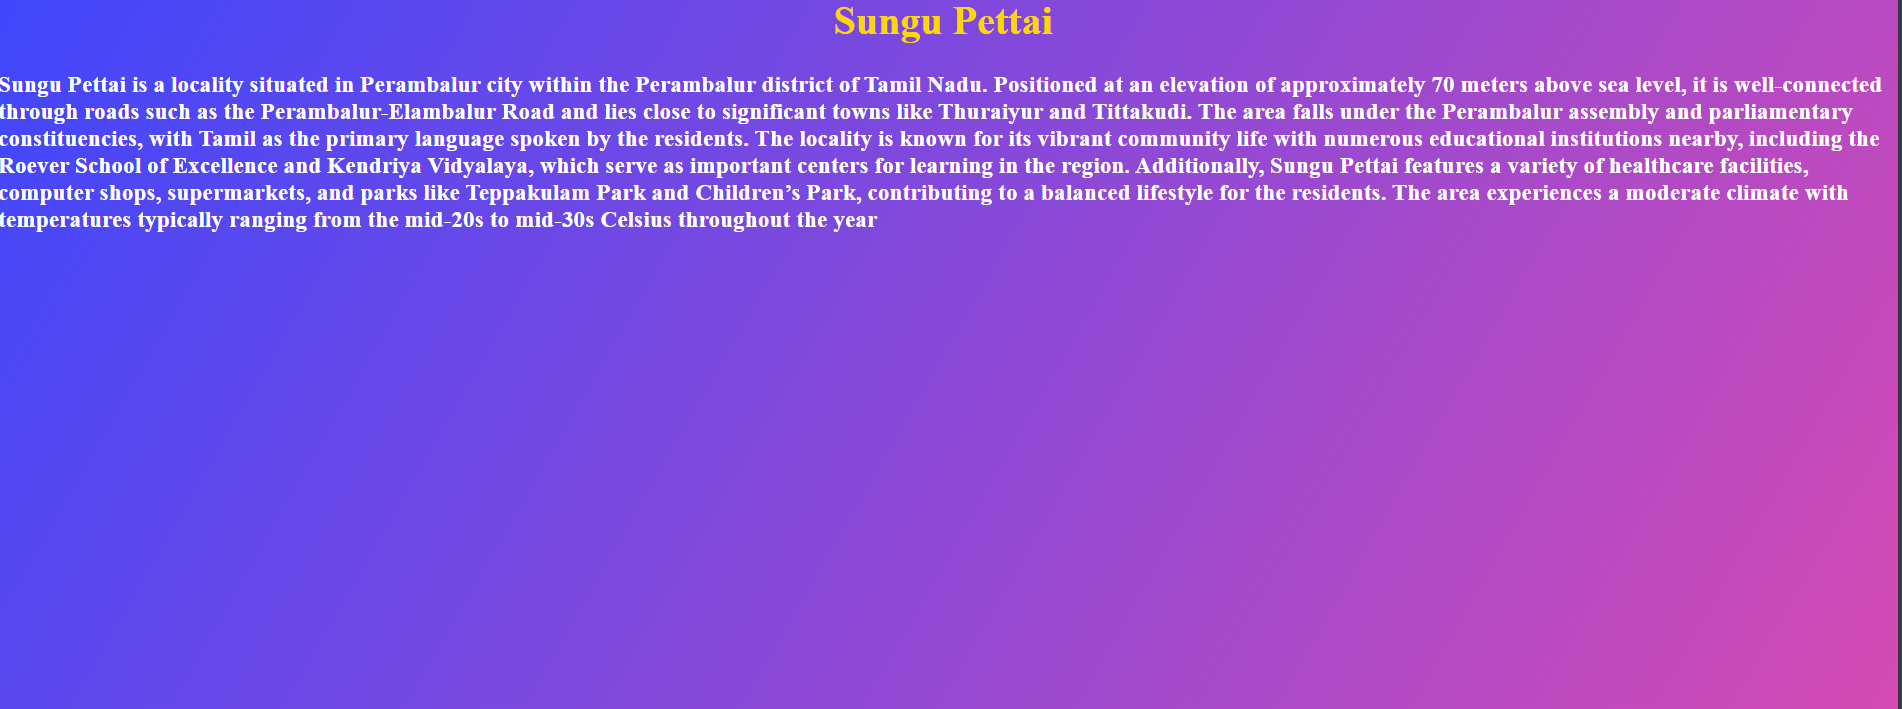 Sungu Pettai
Sungu Pettai is a locality situated in Perambalur city within the Perambalur district of Tamil Nadu. Positioned at an elevation of approximately 70 meters above sea level, it is well-connected
through roads such as the Perambalur-Elambalur Road and lies close to significant towns like Thuraiyur and Tittakudi. The area falls under the Perambalur assembly and parliamentary
constituencies, with Tamil as the primary language spoken by the residents. The locality is known for its vibrant community life with numerous educational institutions nearby, including the
Roever School of Excellence and Kendriya Vidyalaya, which serve as important centers for learning in the region. Additionally, Sungu Pettai features a variety of healthcare facilities,
computer shops, supermarkets, and parks like Teppakulam Park and Children’s Park, contributing to a balanced lifestyle for the residents. The area experiences a moderate climate with
temperatures typically ranging from the mid-20s to mid-30s Celsius throughout the year